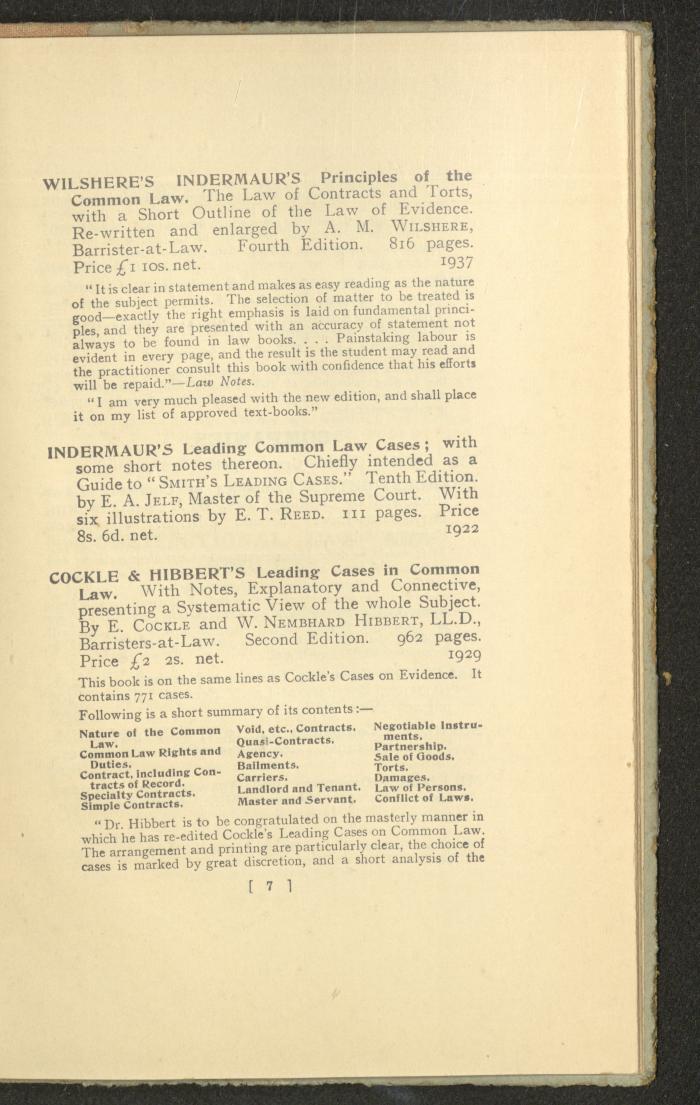 WILSHERE'S INDERMAUR'S Principles of the
Common Law. The Law of Contracts and Torts,
with a Short Outline of the Law of Evidence.
Re-written and enlarged by A. M. WILSHERE,
Barrister-at-Law. Fourth Edition. 816 pages.
Price £1 10s. net. 1937
"It is clear in statement and makes as easy reading as the nature
of the subject permits. The selection of matter to be treated is
good—exactly the right emphasis is laid on fundamental princi-
ples, and they are presented with an accuracy of statement not
always to be found in law books. . . . Painstaking labour is
evident in every page, and the result is the student may read and
the practitioner consult this book with confidence that his efforts
will be repaid."—Law Notes.
"I am very much pleased with the new edition, and shall place
it on my list of approved text-books."
INDERMAUR'S Leading Common Law Cases; with
some short notes thereon. Chiefly intended as a
Guide to "SMITH'S LEADING CASES." Tenth Edition.
by E. A. JELF, Master of the Supreme Court. With
six illustrations by E. T. REED. 111 pages. Price
8s. 6d. net. 1922
COCKLE & HIBBERT'S Leading Cases in Common
Law. With Notes, Explanatory and Connective,
presenting a Systematic View of the whole Subject.
By E. COCKLE and W. NEMBHARD HIBBERT, LL.D.,
Barristers-at-Law. Second Edition. 962 pages.
Price £2 2s. net. 1929
This book is on the same lines as Cockle's Cases on Evidence. It
contains 771 cases.
Following is a short summary of its contents:—
Nature of the Common
Law.
Common Law Rights and
Duties.
Contract, including Con-
tracts of Record.
Specialty Contracts.
Simple Contracts.
Void, etc., Contracts.
Quasi-Contracts.
Agency.
Bailments.
Carriers.
Landlord and Tenant.
Master and Servant.
Negotiable Instru-
ments.
Partnership.
Sale of Goods.
Torts.
Damages.
Law of Persons.
Conflict of Laws.
"Dr. Hibbert is to be congratulated on the masterly manner in
which he has re-edited Cockle's Leading Cases on Common Law.
The arrangement and printing are particularly clear, the choice of
cases is marked by great discretion, and a short analysis of the
[ 7 ]